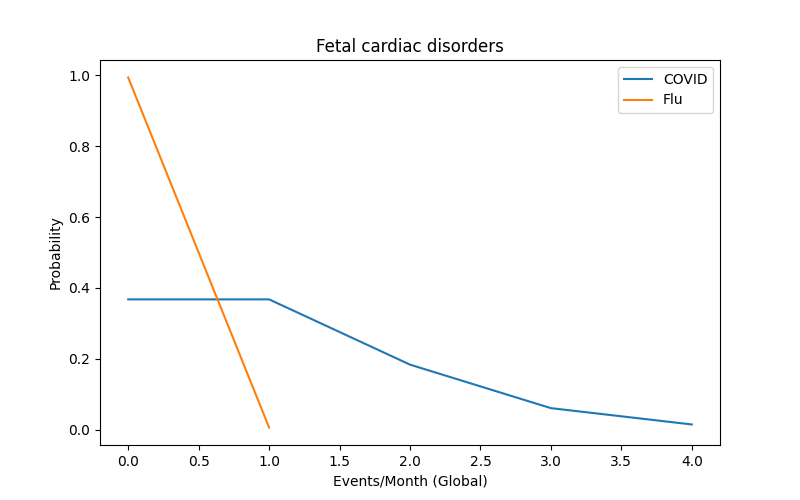 Fetal cardiac disorders
COVID
Flu
Probability
1.0
0.8
0.6
0.4
0.2
0.0
0.0 0.5 1.0 1.5 2.0 2.5 3.0 3.5 4.0
Events/Month (Global)